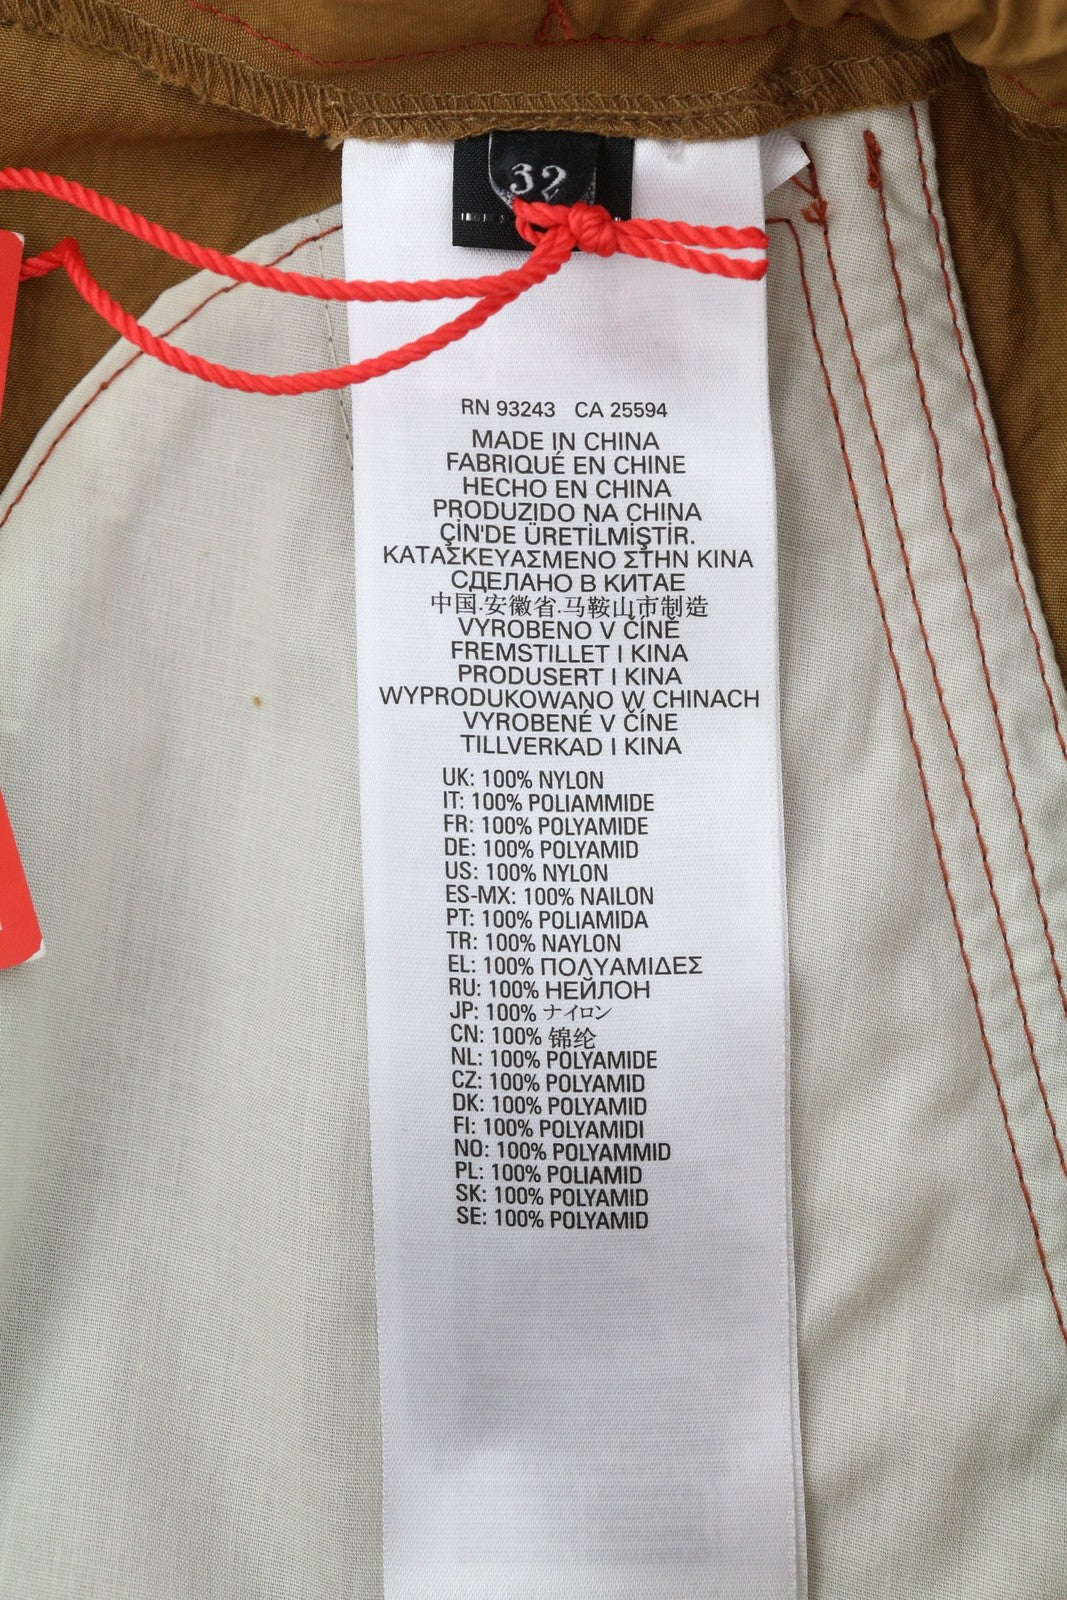 32
RN 93243 CA 25594
MADE IN CHINA
FABRIQUÉ EN CHINE
HECHO EN CHINA
PRODUZIDO NA CHINA
ÇİN'DE ÜRETİLMİŞTİR.
ΚΑΤΑΣΚΕΥΑΣΜΕΝΟ ΣΤΗΝ ΚΙΝΑ
СДЕЛАНО В КИТАЕ
中国.安徽省.马鞍山市制造
VYROBENO V ČÍNĚ
FREMSTILLET I KINA
PRODUSERT I KINA
WYPRODUKOWANO W CHINACH
VYROBENÉ V ČÍNE
TILLVERKAD I KINA
UK: 100% NYLON
IT: 100% POLIAMMIDE
FR: 100% POLYAMIDE
DE: 100% POLYAMID
US: 100% NYLON
ES-MX: 100% NAILON
PT: 100% POLIAMIDA
TR: 100% NAYLON
EL: 100% ΠΟΛΥΑΜΙΔΕΣ
RU: 100% НЕЙЛОН
JP: 100% ナイロン
CN: 100% 锦纶
NL: 100% POLYAMIDE
CZ: 100% POLYAMID
DK: 100% POLYAMID
FI: 100% POLYAMIDI
NO: 100% POLYAMMID
PL: 100% POLIAMID
SK: 100% POLYAMID
SE: 100% POLYAMID